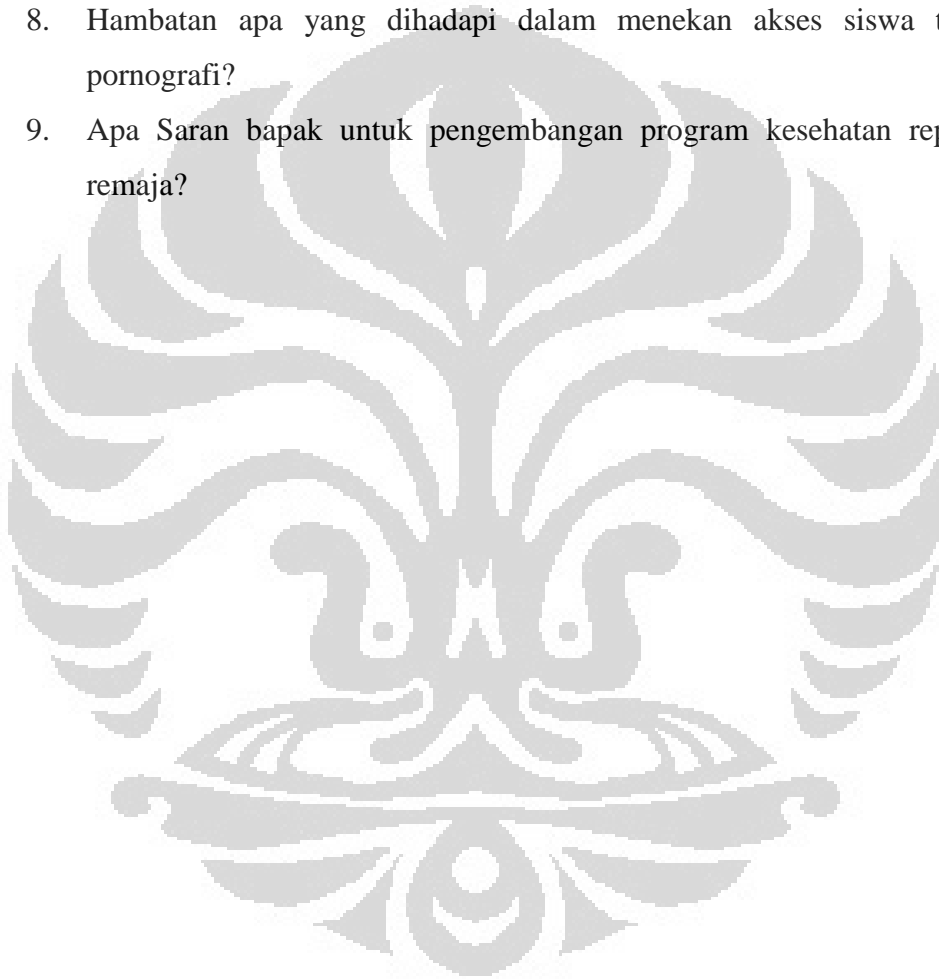 8. Hambatan apa yang dihadapi dalam menekan akses siswa
pornografi?
9. Apa Saran bapak untuk pengembangan program kesehatan
remaja?